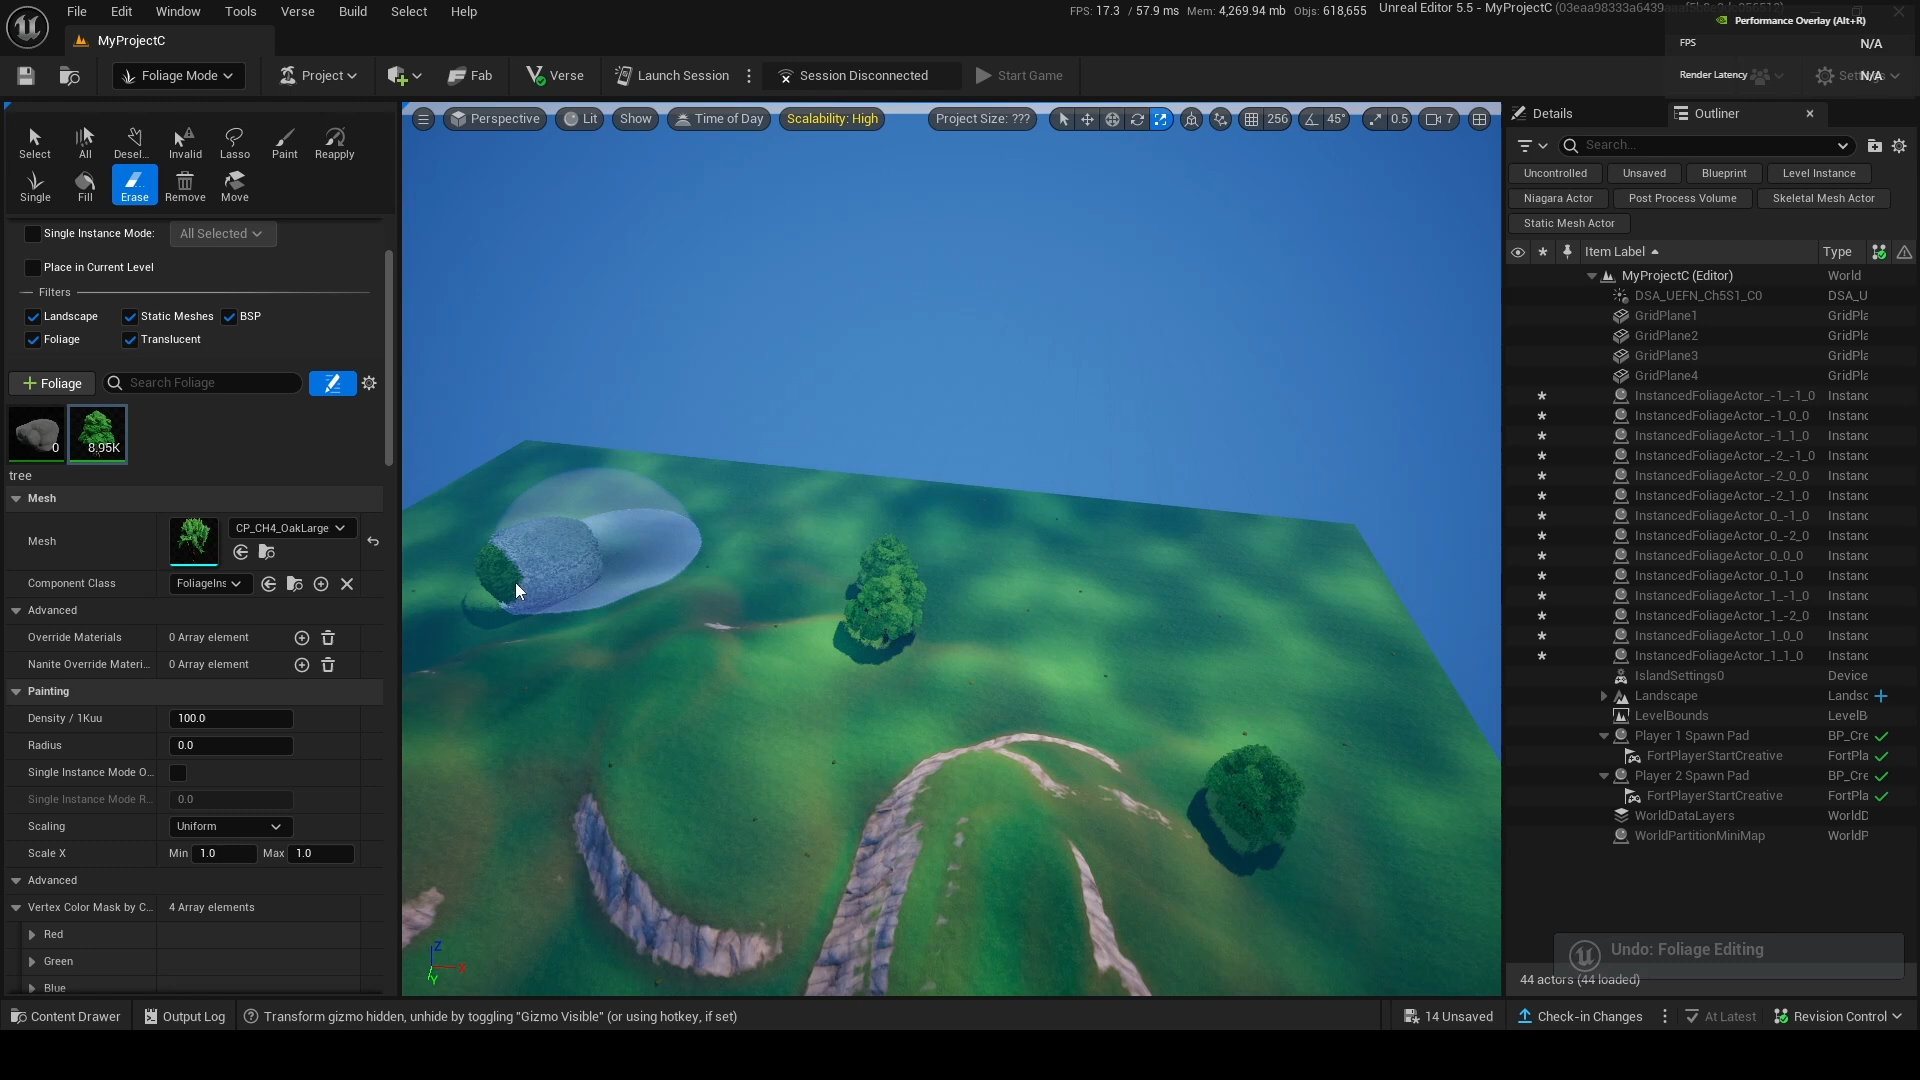 File Edit Window Tools Verse Build Select Help
FPS: 17.3 / 57.9 ms Mem: 4,269.94 mb Objs: 618,655 Unreal Editor 5.5 - MyProjectC
Performance Overlay (Alt+R)
MyProjectC
FPS N/A
Foliage Mode Project Fab Verse Launch Session Session Disconnected Start Game
Render Latency N/A
Perspective Lit Show Time of Day Scalability: High Project Size: ??? 256 45° 0.5 7
Details Outliner
Select All Desel... Invalid Lasso Paint Reapply
Search...
Single Fill Erase Remove Move
Uncontrolled Unsaved Blueprint Level Instance
Niagara Actor Post Process Volume Skeletal Mesh Actor
Static Mesh Actor
Single Instance Mode: All Selected
Place in Current Level
Filters
Landscape Static Meshes BSP
Foliage Translucent
Foliage Search Foliage
0 8.95K
tree
Mesh
Mesh CP_CH4_OakLarge
Component Class FoliageIns
Advanced
Override Materials 0 Array element
Nanite Override Materi... 0 Array element
Painting
Density / 1Kuu 100.0
Radius 0.0
Single Instance Mode O...
Single Instance Mode R... 0.0
Scaling Uniform
Scale X Min 1.0 Max 1.0
Advanced
Vertex Color Mask by C... 4 Array elements
Red
Green
Blue
Z
X
Y
Item Label Type
MyProjectC (Editor) World
DSA_UEFN_Ch5S1_C0 DSA_U
GridPlane1 GridPla
GridPlane2 GridPla
GridPlane3 GridPla
GridPlane4 GridPla
InstancedFoliageActor_-1_-1_0 Instanc
InstancedFoliageActor_-1_0_0 Instanc
InstancedFoliageActor_-1_1_0 Instanc
InstancedFoliageActor_-2_-1_0 Instanc
InstancedFoliageActor_-2_0_0 Instanc
InstancedFoliageActor_-2_1_0 Instanc
InstancedFoliageActor_0_-1_0 Instanc
InstancedFoliageActor_0_-2_0 Instanc
InstancedFoliageActor_0_0_0 Instanc
InstancedFoliageActor_0_1_0 Instanc
InstancedFoliageActor_1_-1_0 Instanc
InstancedFoliageActor_1_-2_0 Instanc
InstancedFoliageActor_1_0_0 Instanc
InstancedFoliageActor_1_1_0 Instanc
IslandSettings0 Device
Landscape Landsc
LevelBounds LevelB
Player 1 Spawn Pad BP_Cre
FortPlayerStartCreative FortPla
Player 2 Spawn Pad BP_Cre
FortPlayerStartCreative FortPla
WorldDataLayers WorldD
WorldPartitionMiniMap WorldP
Undo: Foliage Editing
44 actors (44 loaded)
Content Drawer Output Log Transform gizmo hidden, unhide by toggling "Gizmo Visible" (or using hotkey, if set) 14 Unsaved Check-in Changes At Latest Revision Control